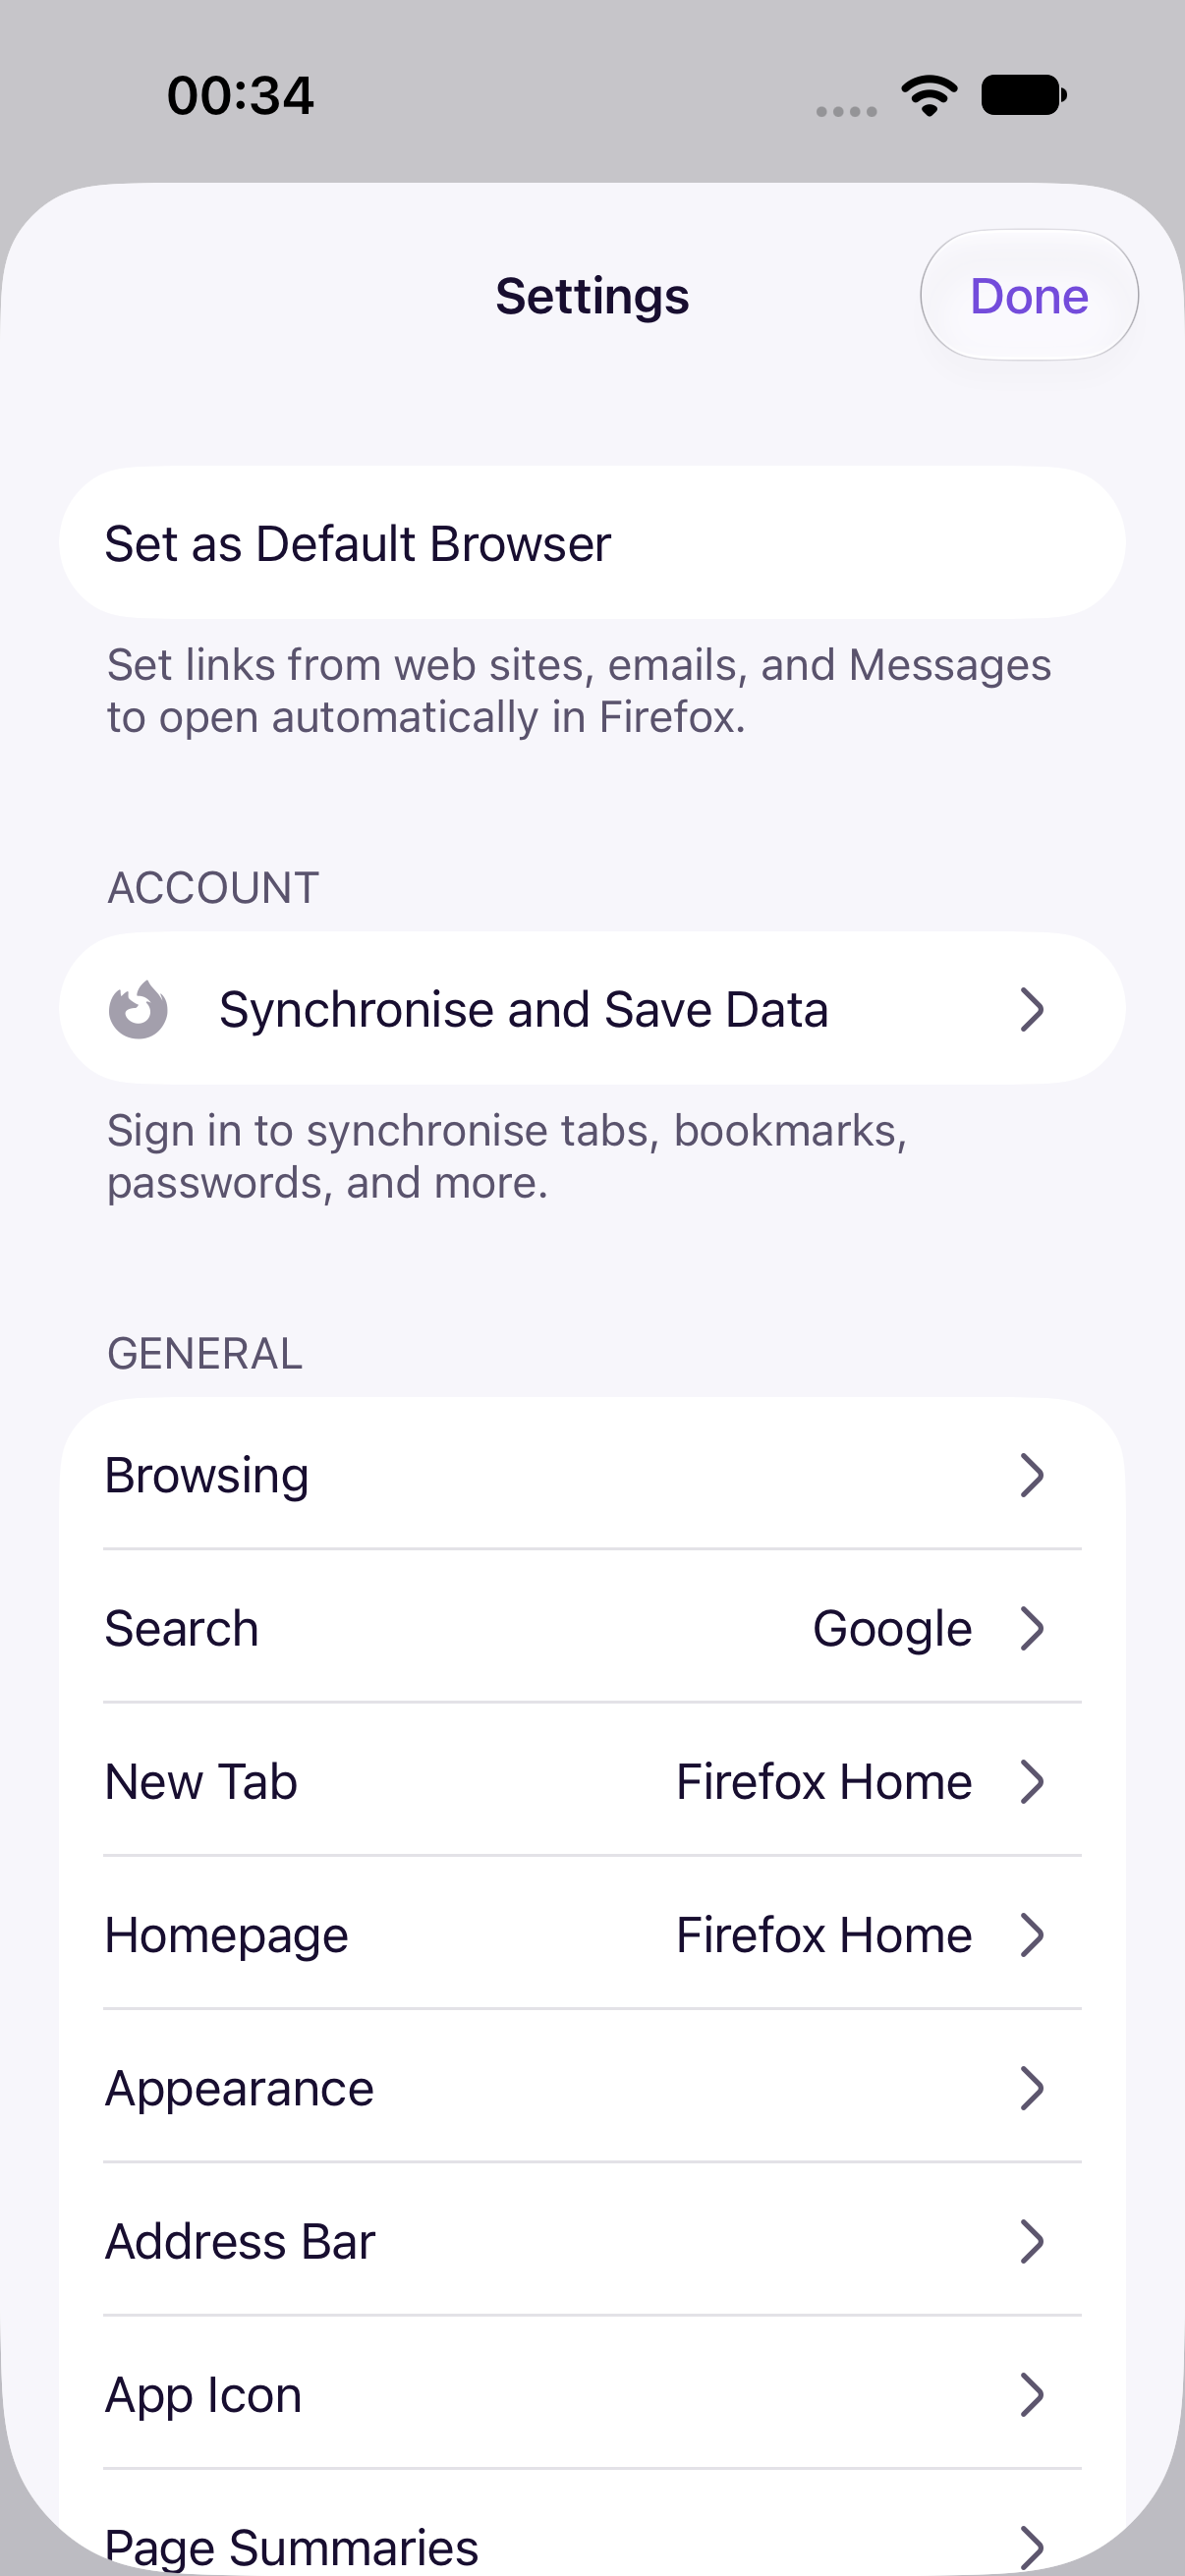 00:34
Settings
Done
Set as Default Browser
Set links from web sites, emails, and Messages
to open automatically in Firefox.
ACCOUNT
Synchronise and Save Data
Sign in to synchronise tabs, bookmarks,
passwords, and more.
GENERAL
Browsing
Search Google
New Tab Firefox Home
Homepage Firefox Home
Appearance
Address Bar
App Icon
Page Summaries